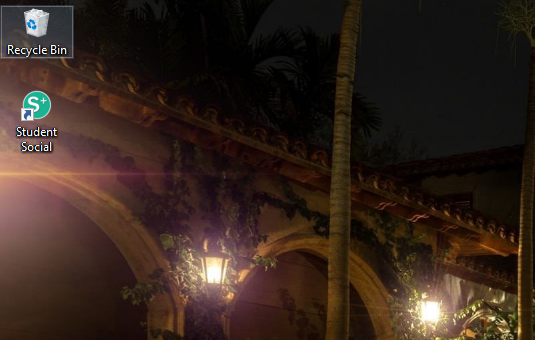 Recycle Bin
S+
Student
Social